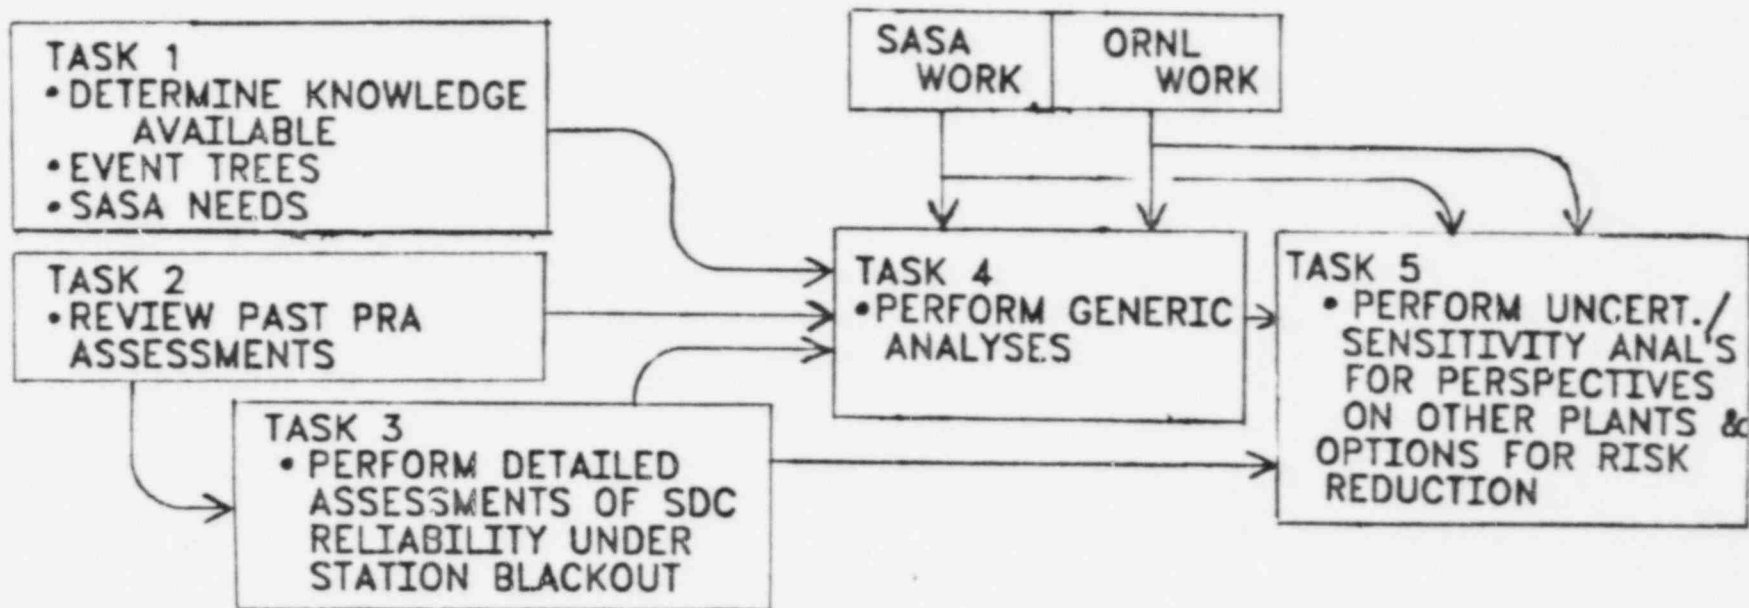 TASK 1
•DETERMINE KNOWLEDGE
AVAILABLE
•EVENT TREES
•SASA NEEDS
TASK 2
•REVIEW PAST PRA
ASSESSMENTS
TASK 3
• PERFORM DETAILED
ASSESSMENTS OF SDC
RELIABILITY UNDER
STATION BLACKOUT
SASA
WORK
ORNL
WORK
TASK 4
•PERFORM GENERIC
ANALYSES
TASK 5
• PERFORM UNCERT./
SENSITIVITY ANAL'S
FOR PERSPECTIVES
ON OTHER PLANTS &
OPTIONS FOR RISK
REDUCTION